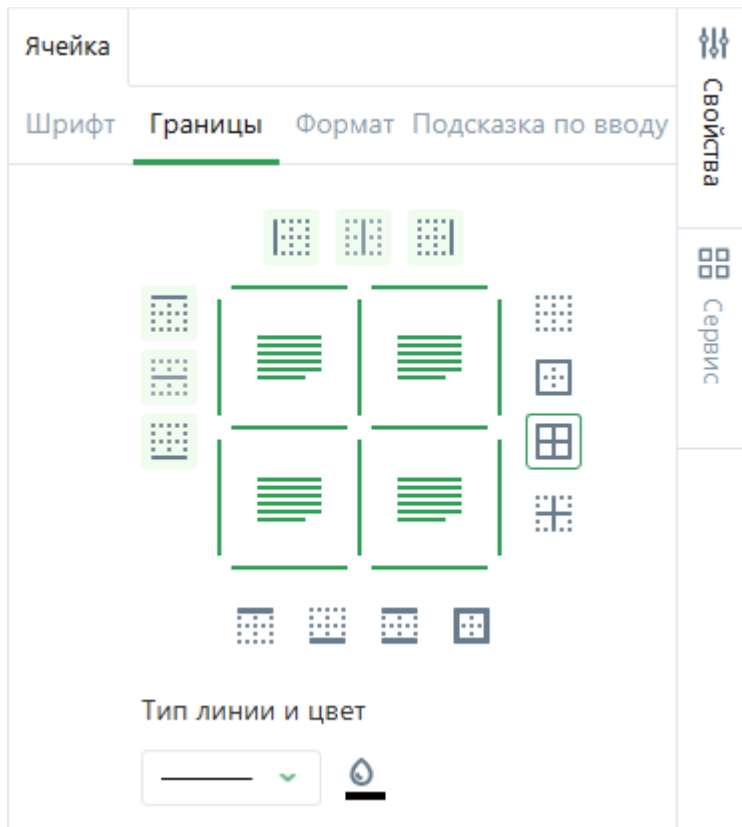 Ячейка
Шрифт Границы Формат Подсказка по вводу
Тип линии и цвет
Свойства
Сервис